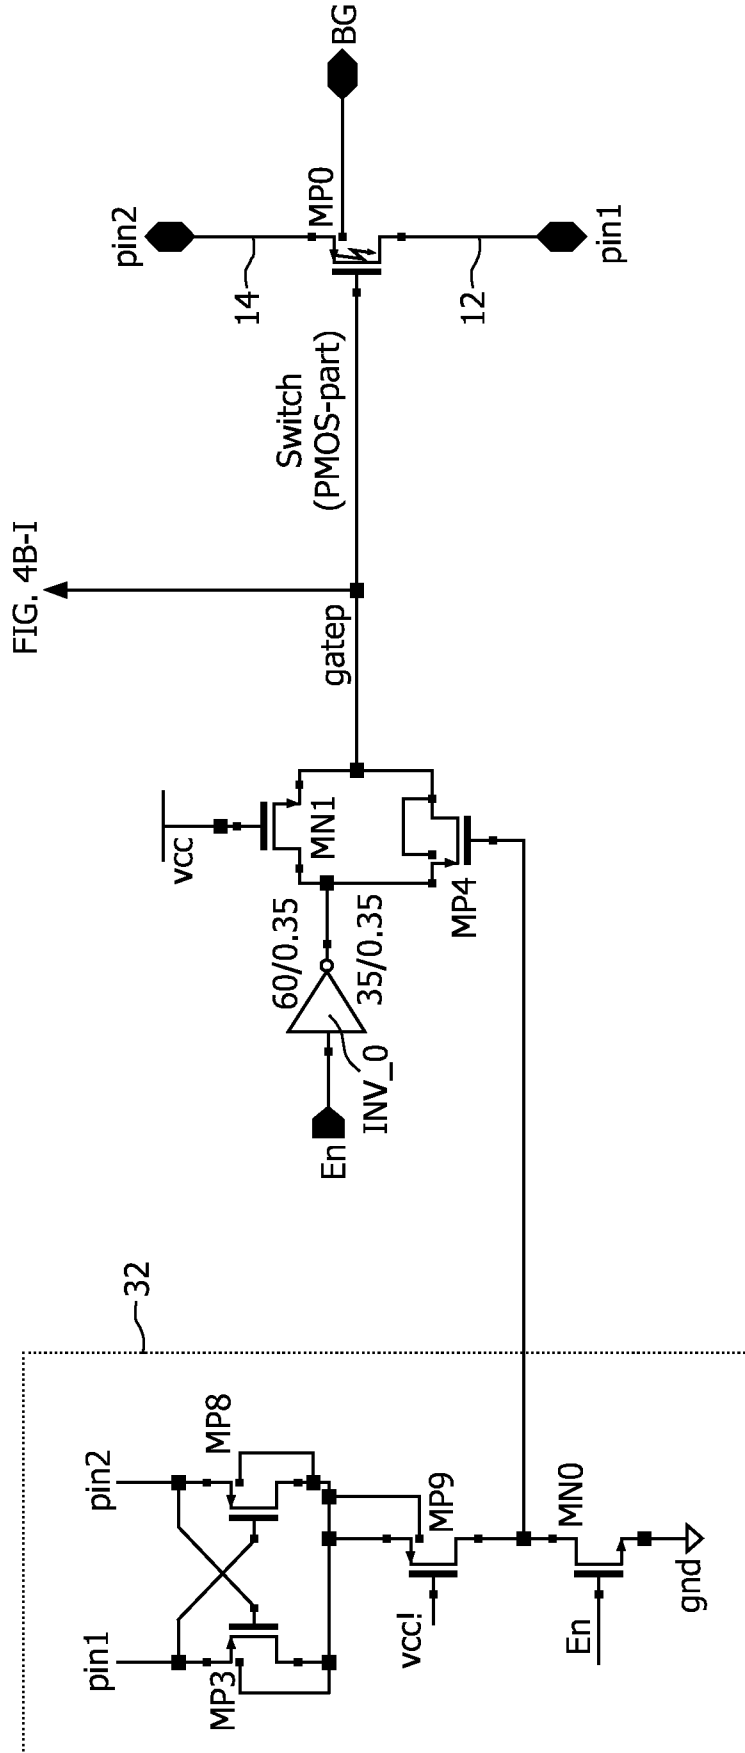 FIG. 4B-I
pin2
14
MP0
BG
12
pin1
Switch
(PMOS-part)
gatep
vcc
MN1
MP4
60/0.35
35/0.35
INV_0
En
32
pin1
pin2
MP3
MP8
MP9
vcc!
MN0
En
gnd